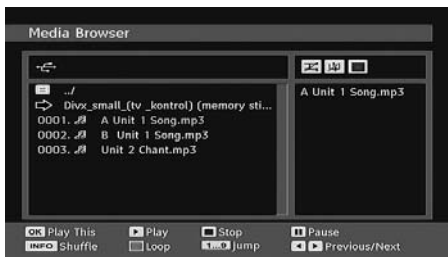 Media Browser
../
Divx_small_(tv _kontrol) (memory sti...
0001. A Unit 1 Song.mp3
0002. B Unit 1 Song.mp3
0003. Unit 2 Chant.mp3
A Unit 1 Song.mp3
OK Play This Play Stop Pause
INFO Shuffle Loop 1...9 Jump Previous/Next